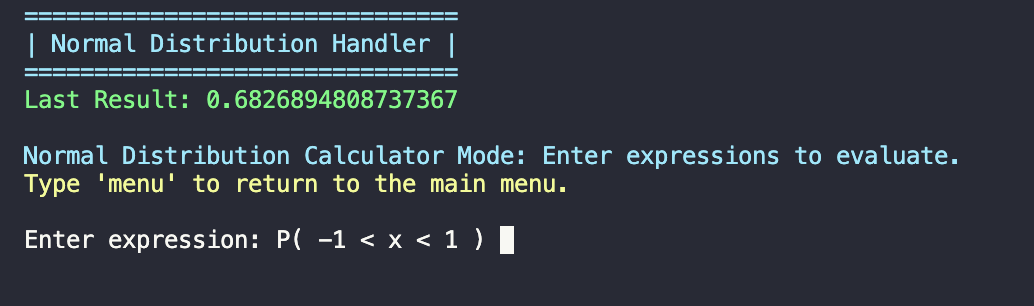 ===============================
| Normal Distribution Handler |
===============================
Last Result: 0.6826894808737367
Normal Distribution Calculator Mode: Enter expressions to evaluate.
Type 'menu' to return to the main menu.
Enter expression: P( -1 < x < 1 )